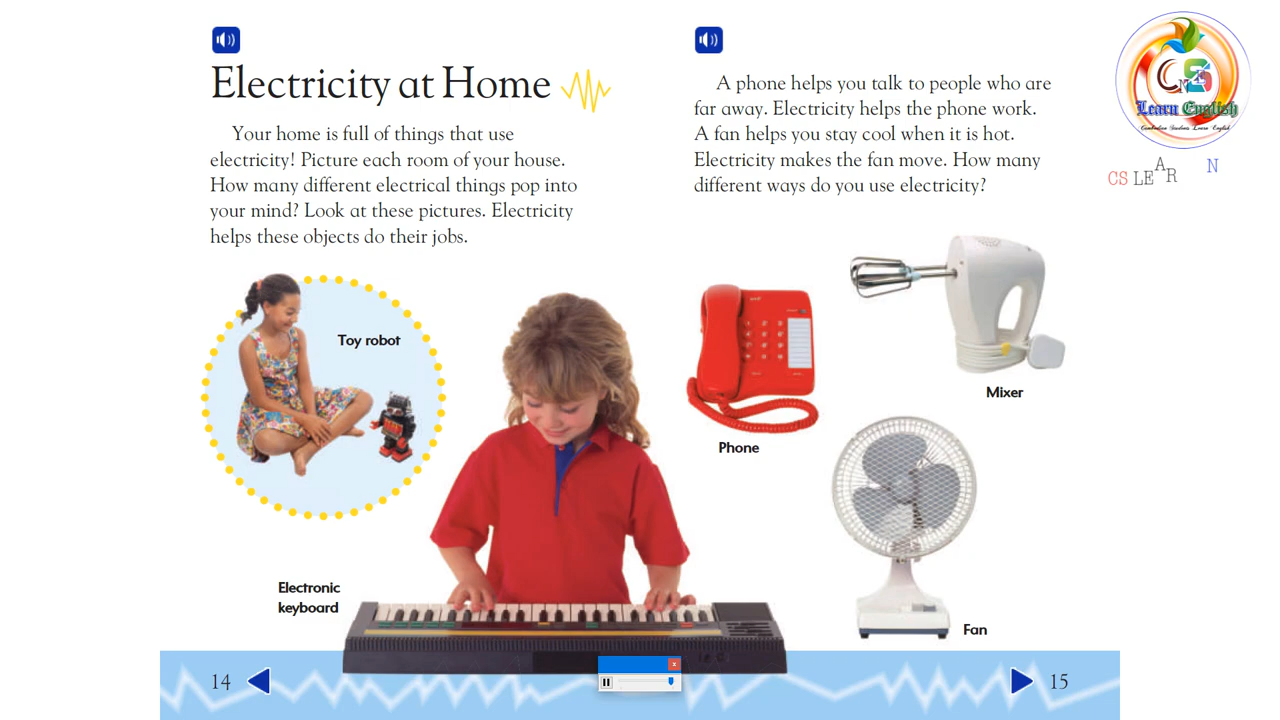 Electricity at Home
Your home is full of things that use
electricity! Picture each room of your house.
How many different electrical things pop into
your mind? Look at these pictures. Electricity
helps these objects do their jobs.
Toy robot
Electronic
keyboard
14
A phone helps you talk to people who are
far away. Electricity helps the phone work.
A fan helps you stay cool when it is hot.
Electricity makes the fan move. How many
different ways do you use electricity?
Phone
Mixer
Fan
15
Learn English
CS LEAR N